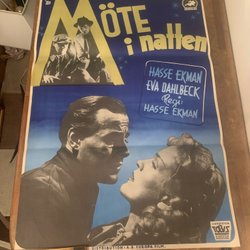 MÖTE
i natten
HASSE EKMAN
EVA DAHLBECK
Regi:
HASSE EKMAN